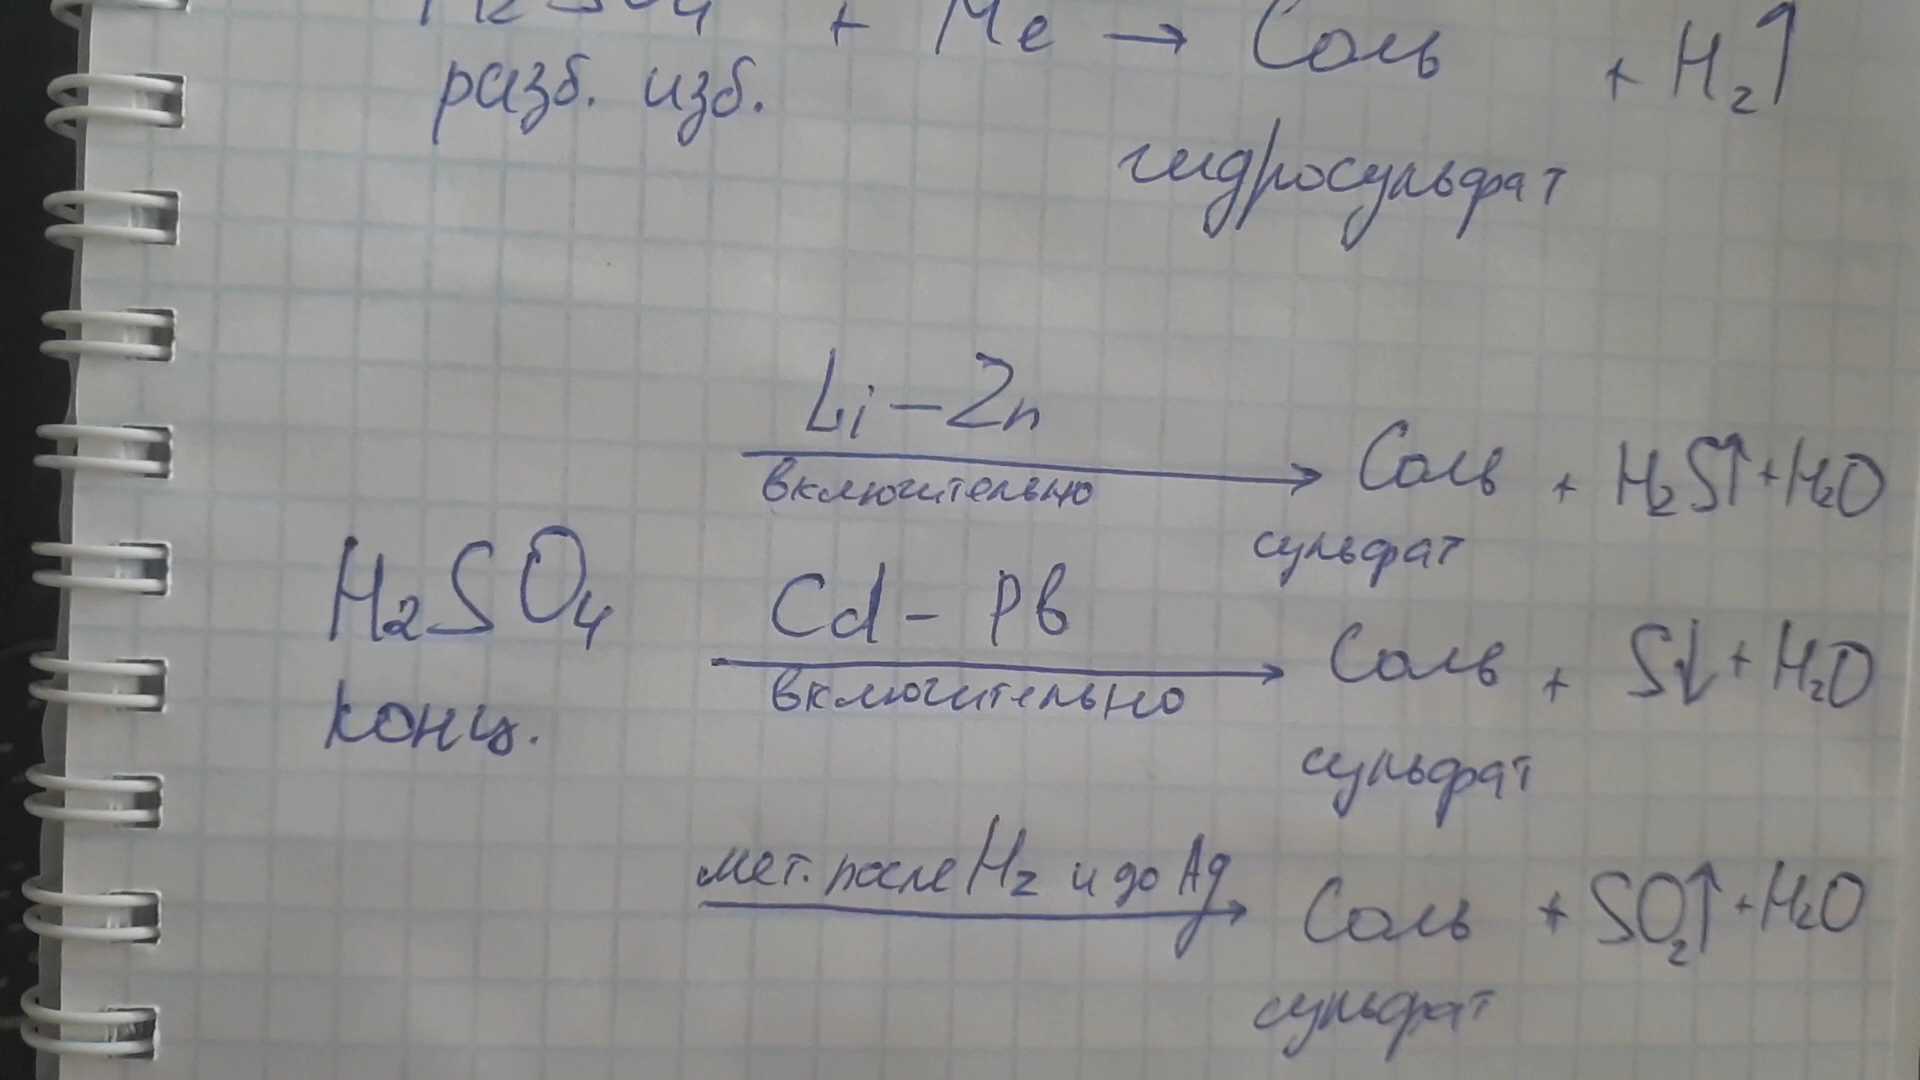 H₂SO₄ + Me → Соль + H₂↑
разб. изб.
гидросульфат
Li – Zn
включительно
Соль + H₂S↑ + H₂O
сульфат
H₂SO₄
конц.
Cd – Pb
включительно
Соль + S↓ + H₂O
сульфат
мет. после H₂ и до Ag
Соль + SO₂↑ + H₂O
сульфат